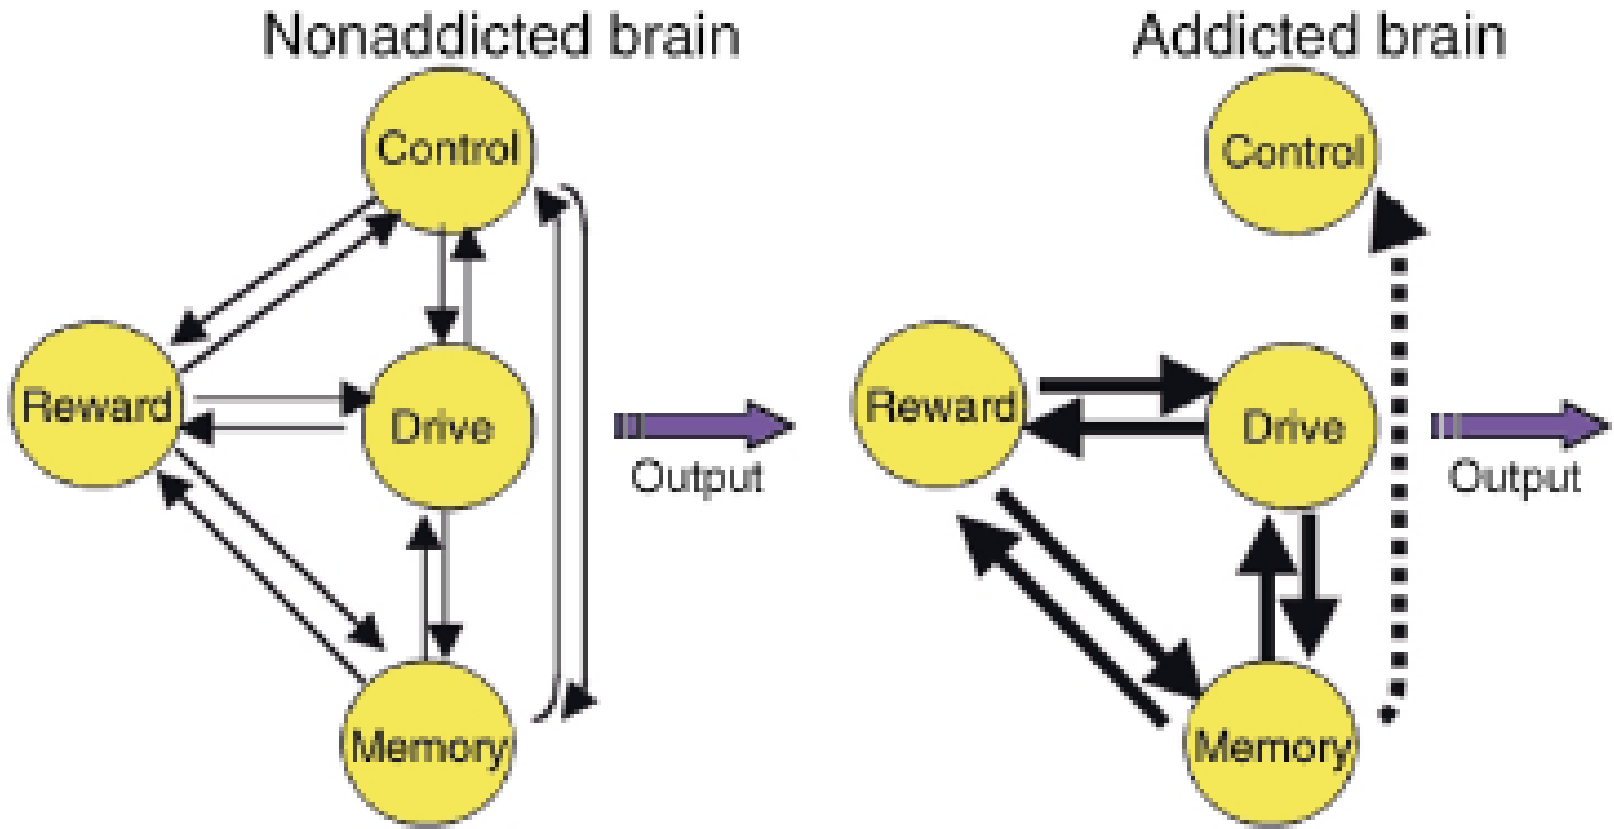 Nonaddicted brain
Control
Reward
Drive
Output
Memory
Addicted brain
Control
Reward
Drive
Output
Memory